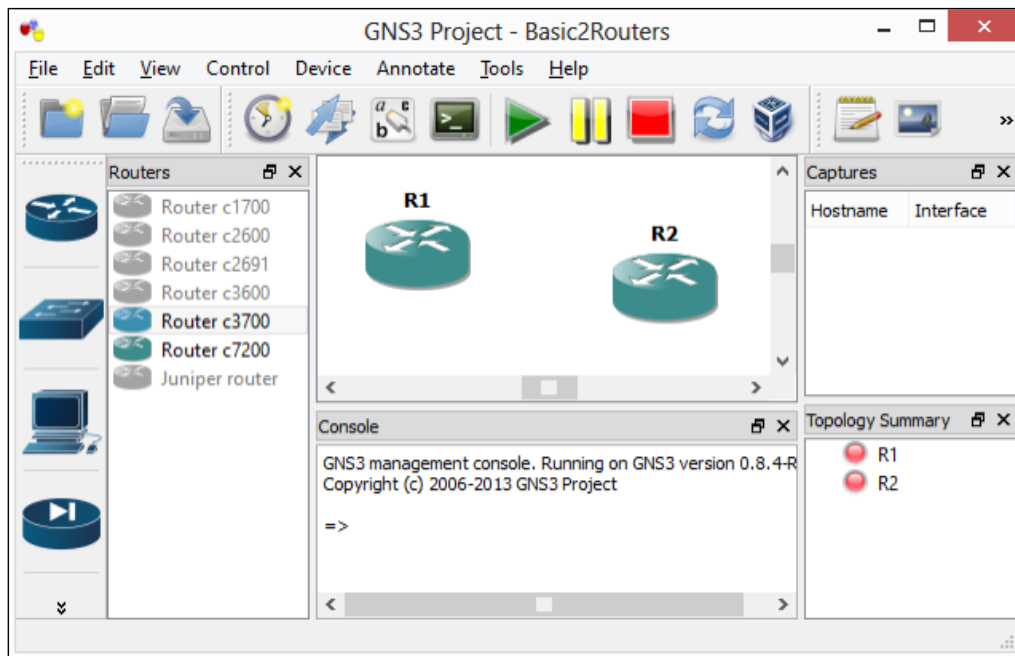 GNS3 Project - Basic2Routers
File Edit View Control Device Annotate Tools Help
Routers
Router c1700
Router c2600
Router c2691
Router c3600
Router c3700
Router c7200
Juniper router
R1
R2
Captures
Hostname Interface
Console
GNS3 management console. Running on GNS3 version 0.8.4-R
Copyright (c) 2006-2013 GNS3 Project
=>
Topology Summary
R1
R2